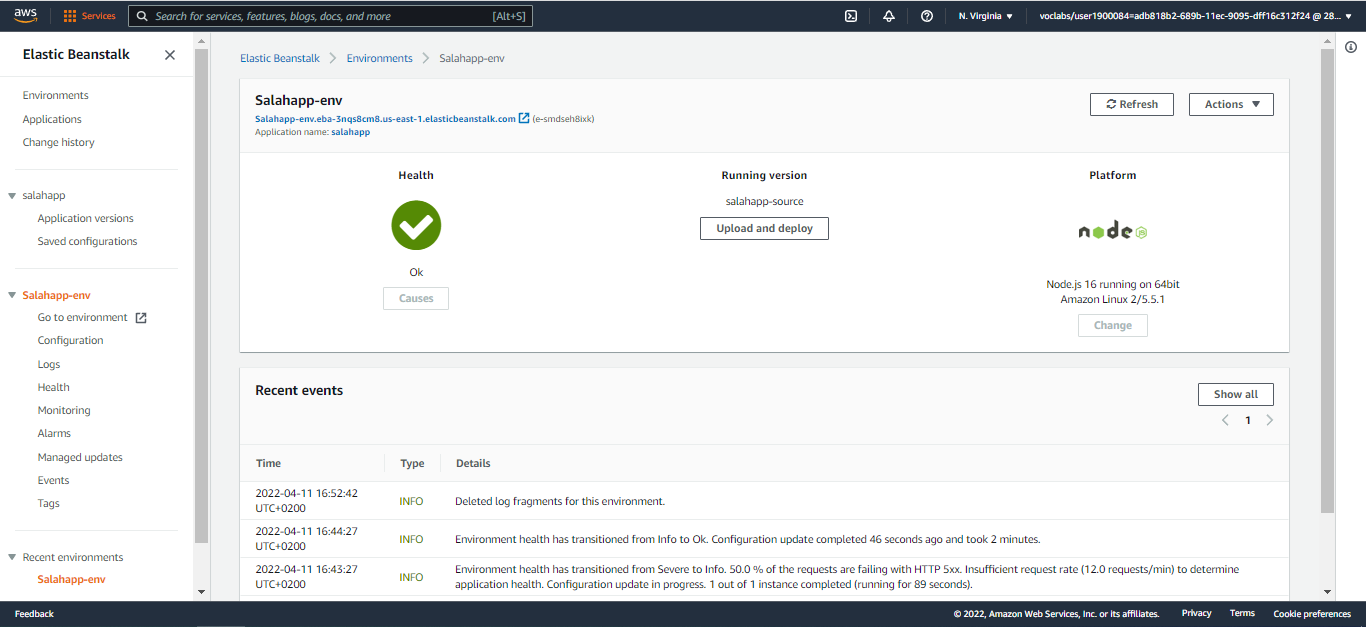 aws
Services
Search for services, features, blogs, docs, and more [Alt+S]
N. Virginia ▼
voclabs/user1900084=adb818b2-689b-11ec-9095-dff16c312f24 @ 28... ▼
Elastic Beanstalk
Environments
Applications
Change history
salahapp
Application versions
Saved configurations
Salahapp-env
Go to environment
Configuration
Logs
Health
Monitoring
Alarms
Managed updates
Events
Tags
Recent environments
Salahapp-env
Elastic Beanstalk > Environments > Salahapp-env
Salahapp-env
Salahapp-env.eba-3nqs8cm8.us-east-1.elasticbeanstalk.com (e-smdseh8ixk)
Application name: salahapp
Refresh
Actions ▼
Health
Ok
Causes
Running version
salahapp-source
Upload and deploy
Platform
node JS
Node.js 16 running on 64bit
Amazon Linux 2/5.5.1
Change
Recent events
Show all
< 1 >
Time Type Details
2022-04-11 16:52:42
UTC+0200
INFO
Deleted log fragments for this environment.
2022-04-11 16:44:27
UTC+0200
INFO
Environment health has transitioned from Info to Ok. Configuration update completed 46 seconds ago and took 2 minutes.
2022-04-11 16:43:27
UTC+0200
INFO
Environment health has transitioned from Severe to Info. 50.0 % of the requests are failing with HTTP 5xx. Insufficient request rate (12.0 requests/min) to determine
application health. Configuration update in progress. 1 out of 1 instance completed (running for 89 seconds).
Feedback
© 2022, Amazon Web Services, Inc. or its affiliates. Privacy Terms Cookie preferences